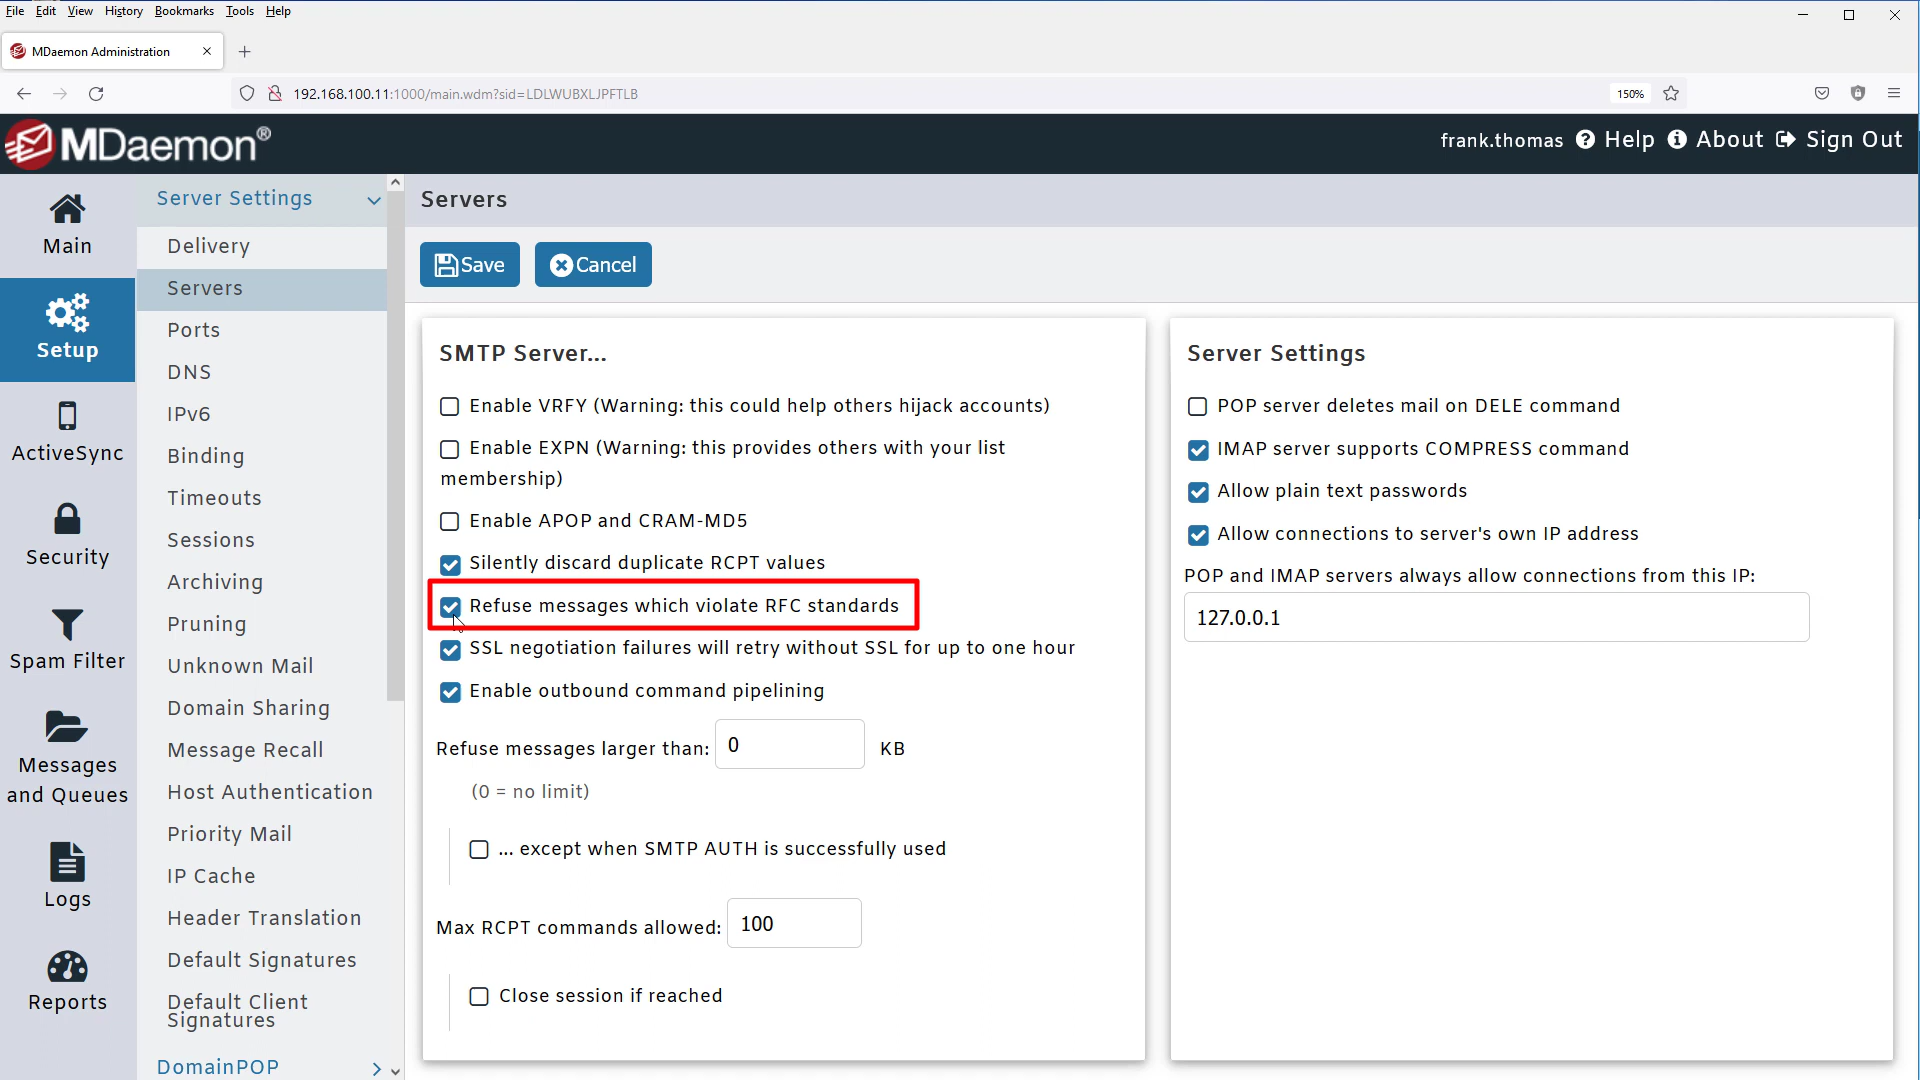 File Edit View History Bookmarks Tools Help
MDaemon Administration
192.168.100.11:1000/main.wdm?sid=LDLWUBXLJPFTLB
150%
MDaemon®
frank.thomas Help About Sign Out
Main
Setup
ActiveSync
Security
Spam Filter
Messages
and Queues
Logs
Reports
Server Settings
Delivery
Servers
Ports
DNS
IPv6
Binding
Timeouts
Sessions
Archiving
Pruning
Unknown Mail
Domain Sharing
Message Recall
Host Authentication
Priority Mail
IP Cache
Header Translation
Default Signatures
Default Client
Signatures
DomainPOP
Servers
Save Cancel
SMTP Server...
Enable VRFY (Warning: this could help others hijack accounts)
Enable EXPN (Warning: this provides others with your list
membership)
Enable APOP and CRAM-MD5
Silently discard duplicate RCPT values
Refuse messages which violate RFC standards
SSL negotiation failures will retry without SSL for up to one hour
Enable outbound command pipelining
Refuse messages larger than: 0 KB
(0 = no limit)
... except when SMTP AUTH is successfully used
Max RCPT commands allowed: 100
Close session if reached
Server Settings
POP server deletes mail on DELE command
IMAP server supports COMPRESS command
Allow plain text passwords
Allow connections to server's own IP address
POP and IMAP servers always allow connections from this IP:
127.0.0.1